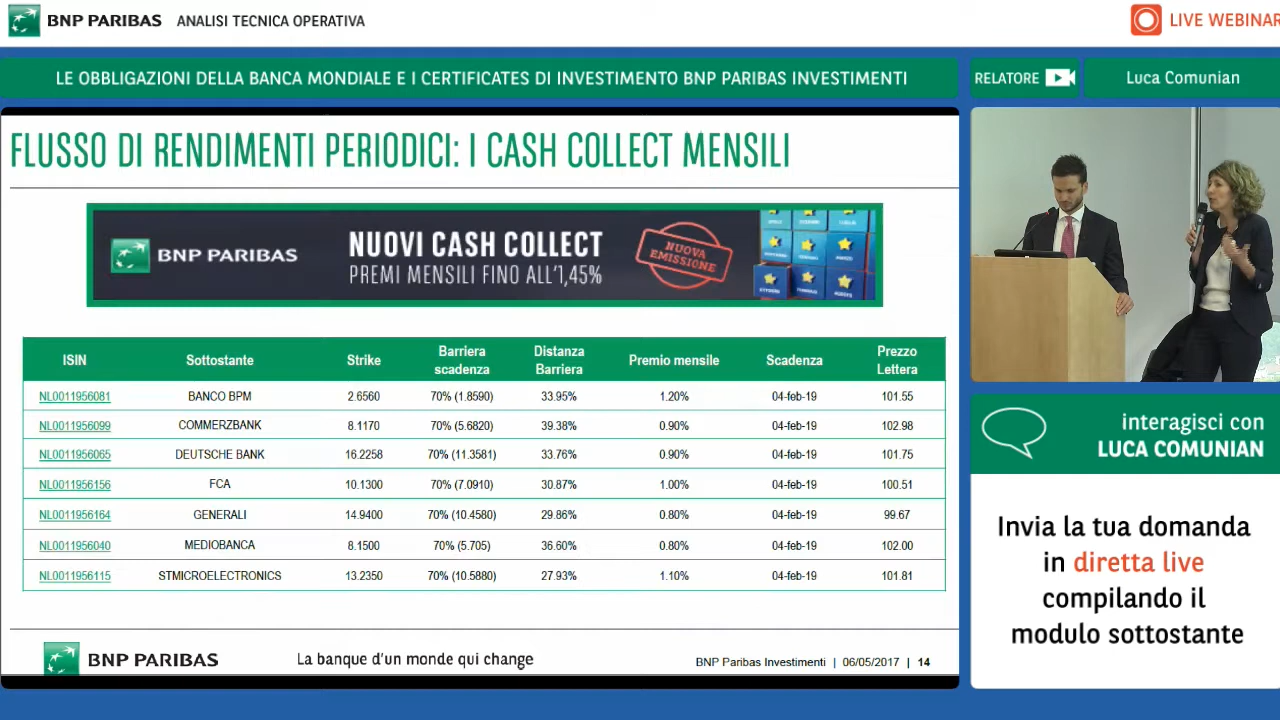 BNP PARIBAS ANALISI TECNICA OPERATIVA
LIVE WEBINAR
LE OBBLIGAZIONI DELLA BANCA MONDIALE E I CERTIFICATES DI INVESTIMENTO BNP PARIBAS INVESTIMENTI
RELATORE
Luca Comunian
FLUSSO DI RENDIMENTI PERIODICI: I CASH COLLECT MENSILI
BNP PARIBAS
NUOVI CASH COLLECT
PREMI MENSILI FINO ALL'1,45%
NUOVA
EMISSIONE
ISIN Sottostante Strike Barriera scadenza Distanza Barriera Premio mensile Scadenza Prezzo Lettera
NL0011956081 BANCO BPM 2.6560 70% (1.8590) 33.95% 1.20% 04-feb-19 101.55
NL0011956099 COMMERZBANK 8.1170 70% (5.6820) 39.38% 0.90% 04-feb-19 102.98
NL0011956065 DEUTSCHE BANK 16.2258 70% (11.3581) 33.76% 0.90% 04-feb-19 101.75
NL0011956156 FCA 10.1300 70% (7.0910) 30.87% 1.00% 04-feb-19 100.51
NL0011956164 GENERALI 14.9400 70% (10.4580) 29.86% 0.80% 04-feb-19 99.67
NL0011956040 MEDIOBANCA 8.1500 70% (5.705) 36.60% 0.80% 04-feb-19 102.00
NL0011956115 STMICROELECTRONICS 13.2350 70% (10.5880) 27.93% 1.10% 04-feb-19 101.81
BNP PARIBAS
La banque d'un monde qui change
BNP Paribas Investimenti | 06/05/2017 | 14
interagisci con
LUCA COMUNIAN
Invia la tua domanda
in diretta live
compilando il
modulo sottostante